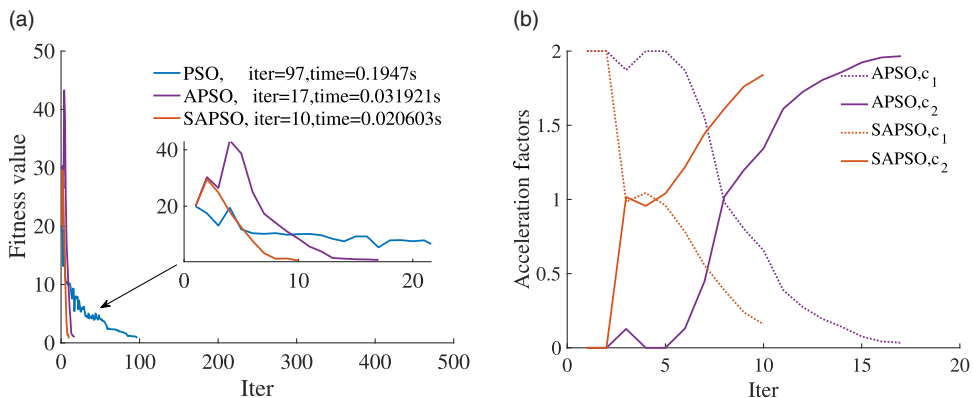 (a)
50
40
30
20
10
0
Fitness value
0 100 200 300 400 500
Iter
PSO, iter=97,time=0.1947s
APSO, iter=17,time=0.031921s
SAPSO, iter=10,time=0.020603s
40
20
0 10 20
(b)
2
1.5
1
0.5
0
Acceleration factors
0 5 10 15 20
Iter
APSO,c1
APSO,c2
SAPSO,c1
SAPSO,c2